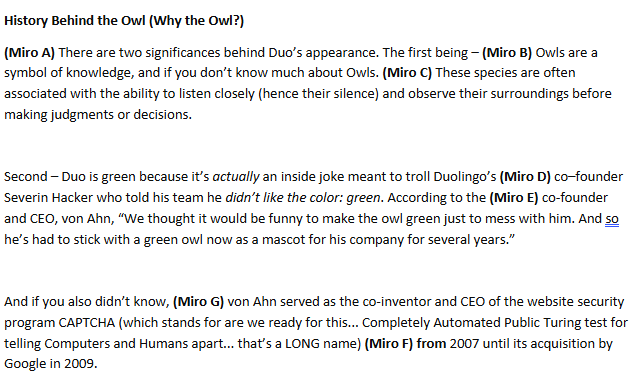 History Behind the Owl (Why the Owl?)
(Miro A) There are two significances behind Duo’s appearance. The first being – (Miro B) Owls are a
symbol of knowledge, and if you don’t know much about Owls. (Miro C) These species are often
associated with the ability to listen closely (hence their silence) and observe their surroundings before
making judgments or decisions.
Second – Duo is green because it’s actually an inside joke meant to troll Duolingo’s (Miro D) co–founder
Severin Hacker who told his team he didn’t like the color: green. According to the (Miro E) co-founder
and CEO, von Ahn, “We thought it would be funny to make the owl green just to mess with him. And so
he’s had to stick with a green owl now as a mascot for his company for several years.”
And if you also didn’t know, (Miro G) von Ahn served as the co-inventor and CEO of the website security
program CAPTCHA (which stands for are we ready for this... Completely Automated Public Turing test for
telling Computers and Humans apart... that’s a LONG name) (Miro F) from 2007 until its acquisition by
Google in 2009.